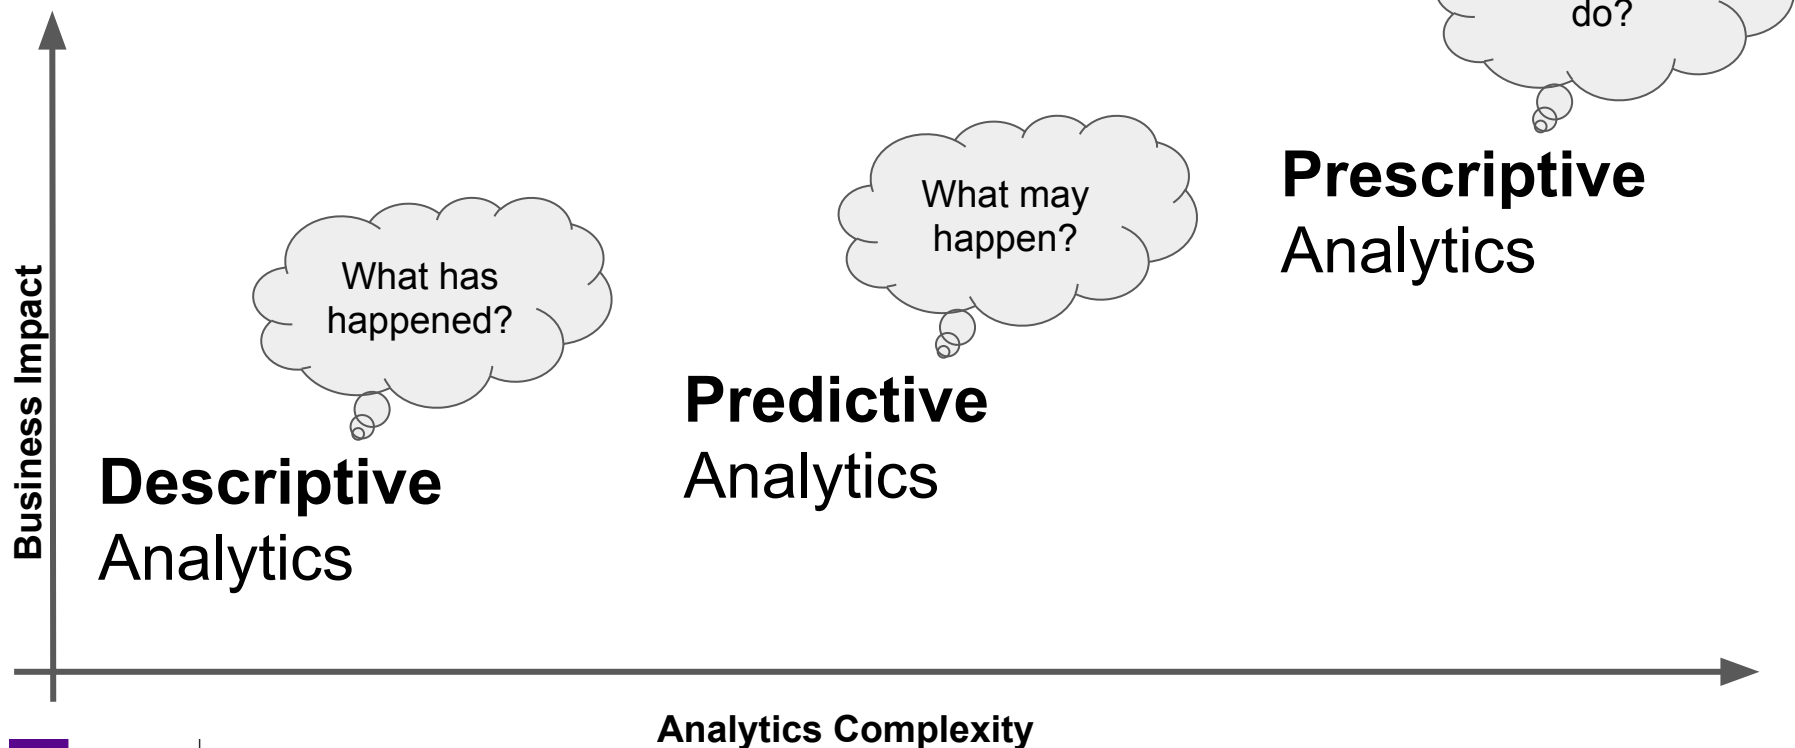 do?
What may
happen?
Prescriptive
Analytics
What has
happened?
Predictive
Analytics
Descriptive
Analytics
Business Impact
Analytics Complexity